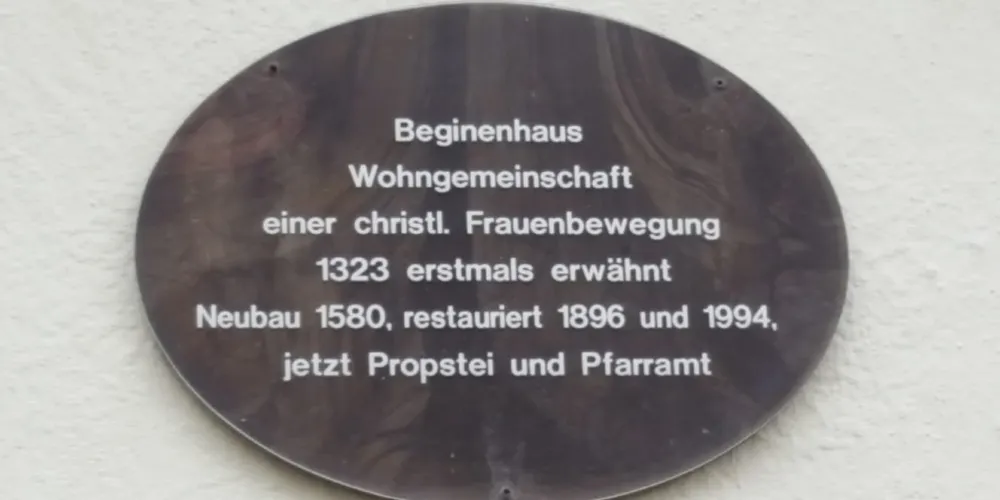 Beginenhaus
Wohngemeinschaft
einer christl. Frauenbewegung
1323 erstmals erwähnt
Neubau 1580, restauriert 1896 und 1994,
jetzt Propstei und Pfarramt